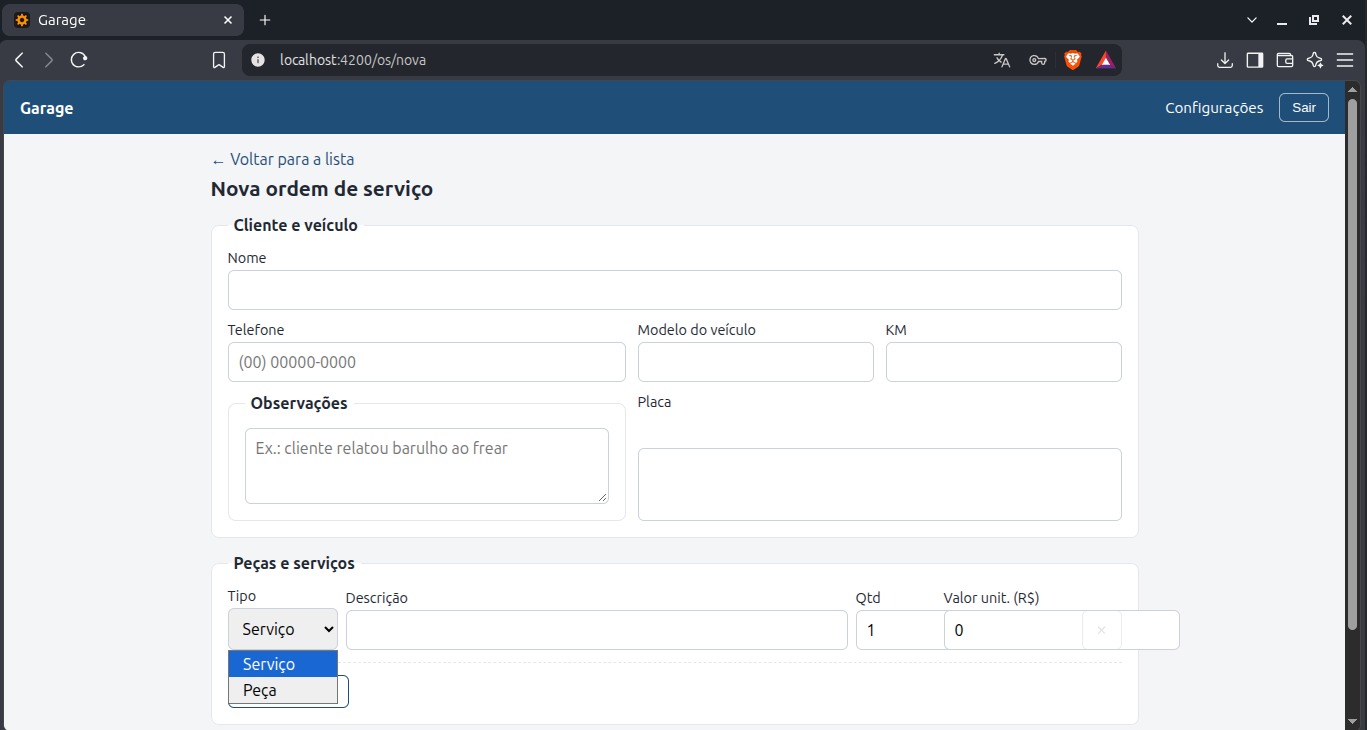 Garage
localhost:4200/os/nova
Garage
Configurações
Sair
← Voltar para a lista
Nova ordem de serviço
Cliente e veículo
Nome
Telefone
Modelo do veículo
KM
(00) 00000-0000
Observações
Placa
Ex.: cliente relatou barulho ao frear
Peças e serviços
Tipo
Descrição
Qtd
Valor unit. (R$)
Serviço
1
0
×
Serviço
Peça